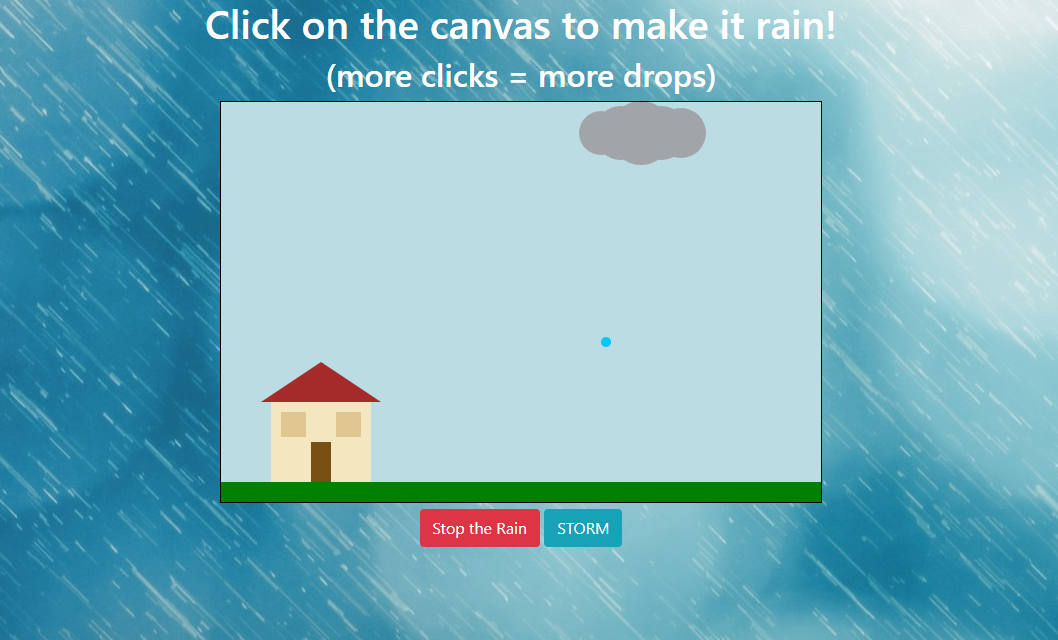 Click on the canvas to make it rain!
(more clicks = more drops)
Stop the Rain
STORM